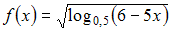 f(x) = √log₀,₅(6 − 5x)